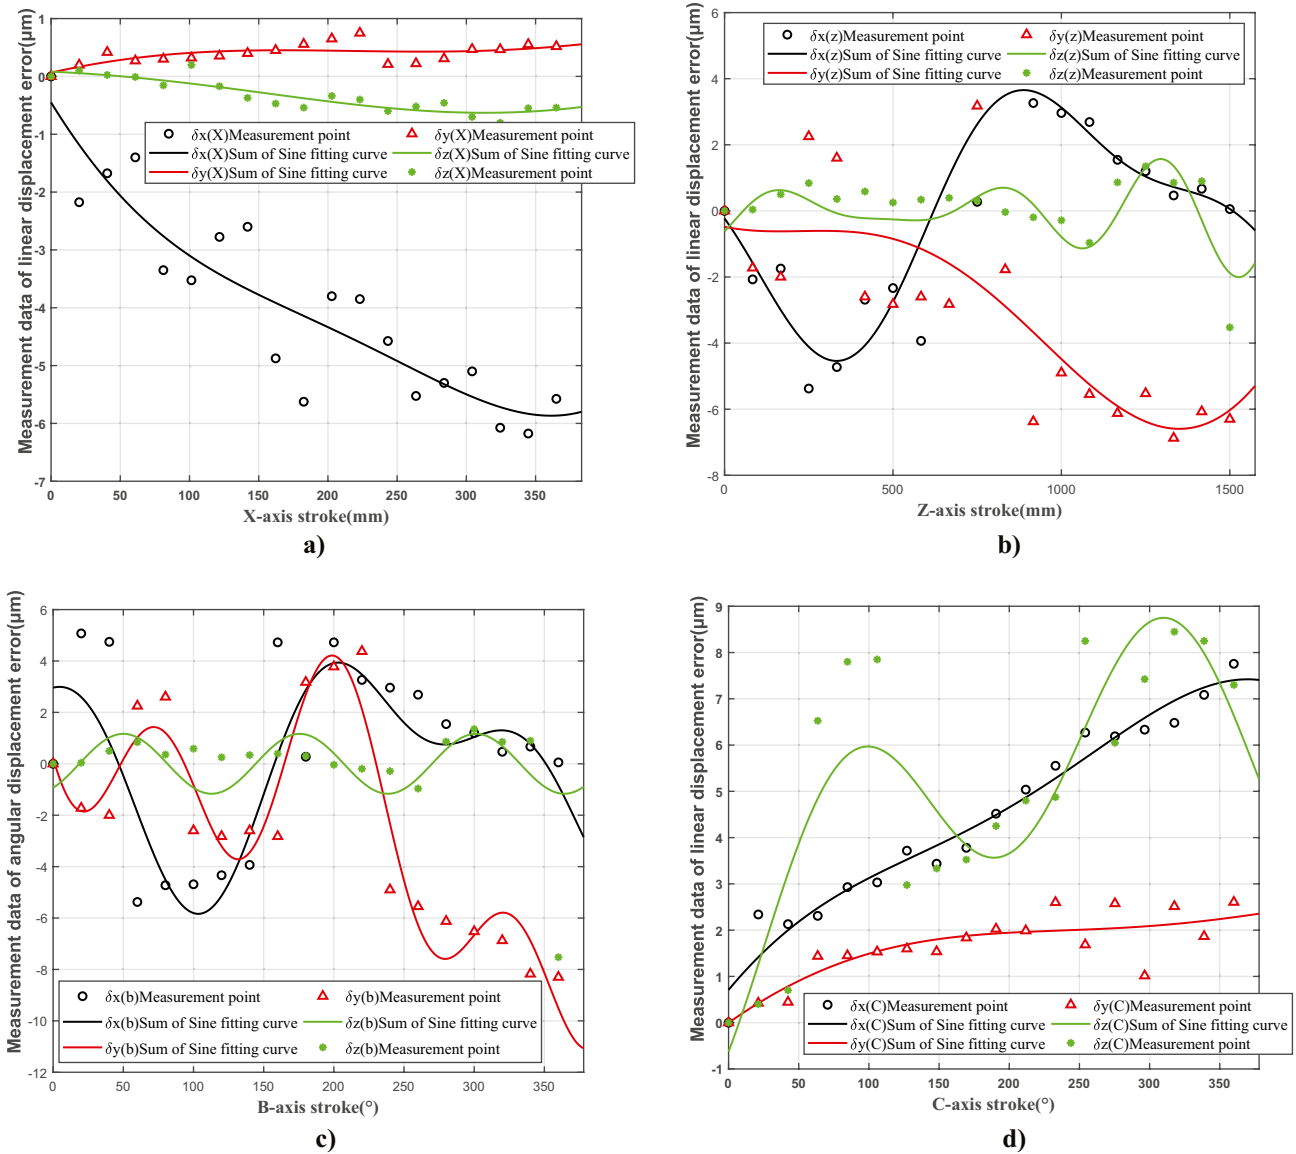 Measurement data of linear displacement error(μm)
1
0
-1
-2
-3
-4
-5
-6
-7
δx(X)Measurement point
δx(X)Sum of Sine fitting curve
δy(X)Sum of Sine fitting curve
δy(X)Measurement point
δz(X)Sum of Sine fitting curve
δz(X)Measurement point
0 50 100 150 200 250 300 350
X-axis stroke(mm)
a)
Measurement data of linear displacement error(μm)
6
4
2
0
-2
-4
-6
-8
δx(z)Measurement point
δx(z)Sum of Sine fitting curve
δy(z)Sum of Sine fitting curve
δy(z)Measurement point
δz(z)Sum of Sine fitting curve
δz(z)Measurement point
0 500 1000 1500
Z-axis stroke(mm)
b)
Measurement data of angular displacement error(μm)
6
4
2
0
-2
-4
-6
-8
-10
-12
δx(b)Measurement point
δx(b)Sum of Sine fitting curve
δy(b)Sum of Sine fitting curve
δy(b)Measurement point
δz(b)Sum of Sine fitting curve
δz(b)Measurement point
0 50 100 150 200 250 300 350
B-axis stroke(°)
c)
Measurement data of linear displacement error(μm)
9
8
7
6
5
4
3
2
1
0
-1
δx(C)Measurement point
δx(C)Sum of Sine fitting curve
δy(C)Sum of Sine fitting curve
δy(C)Measurement point
δz(C)Sum of Sine fitting curve
δz(C)Measurement point
0 50 100 150 200 250 300 350
C-axis stroke(°)
d)